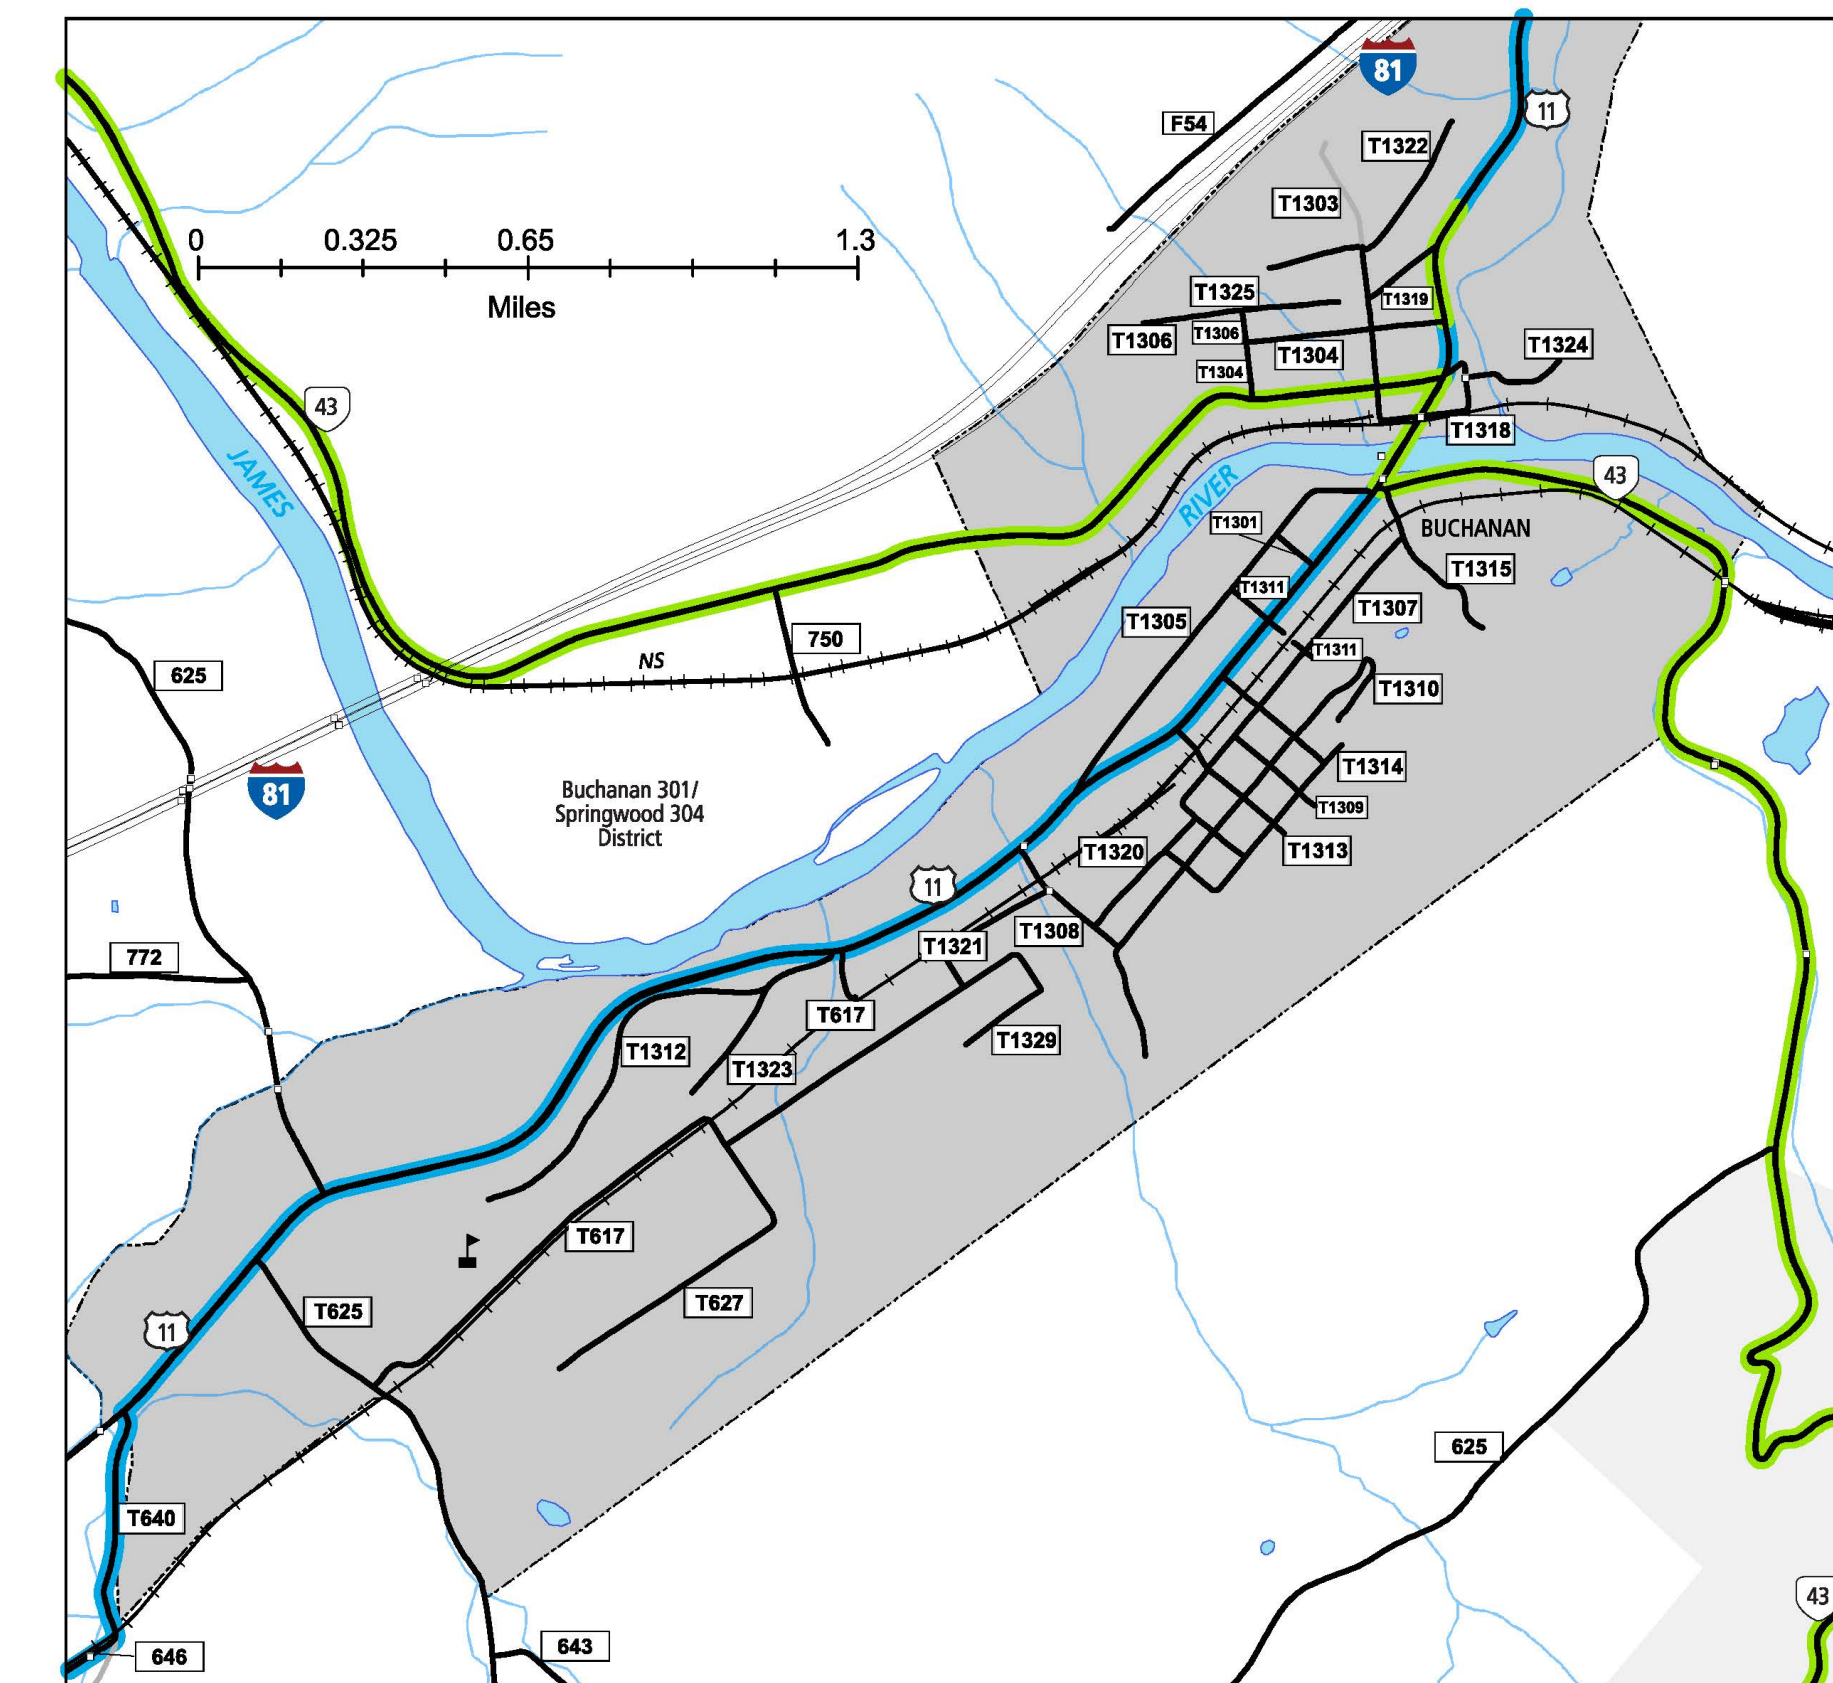 81
11
F54
T1322
T1303
0 0.325 0.65 1.3
Miles
T1325
T1319
T1306
T1306
T1304
T1304
T1324
43
T1318
JAMES
RIVER
43
T1301
BUCHANAN
T1315
T1311
T1307
T1305
750
T1311
NS
625
T1310
81
T1314
Buchanan 301/
Springwood 304
District
T1309
T1320
T1313
11
T1308
T1321
772
T617
T1329
T1312
T1323
T617
T627
T625
11
625
T640
43
646
643